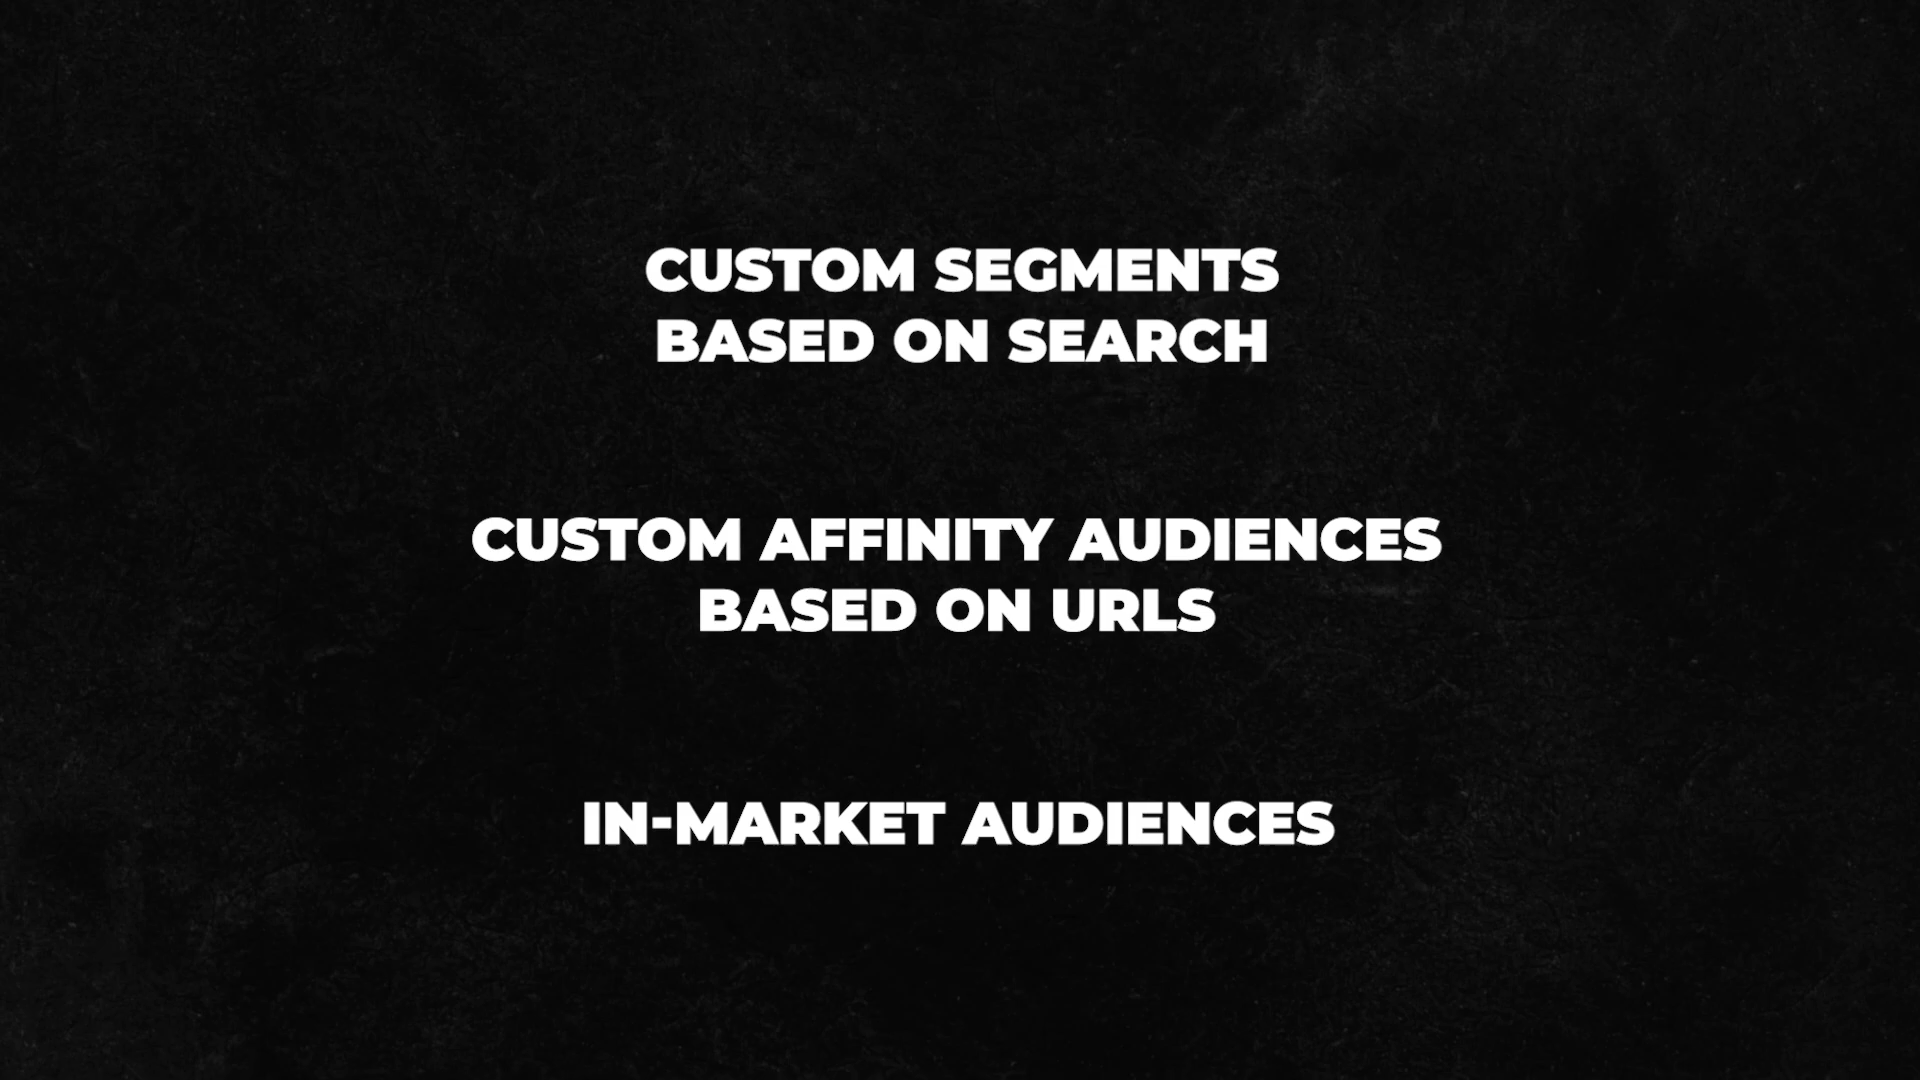 CUSTOM SEGMENTS
BASED ON SEARCH
CUSTOM AFFINITY AUDIENCES
BASED ON URLS
IN-MARKET AUDIENCES